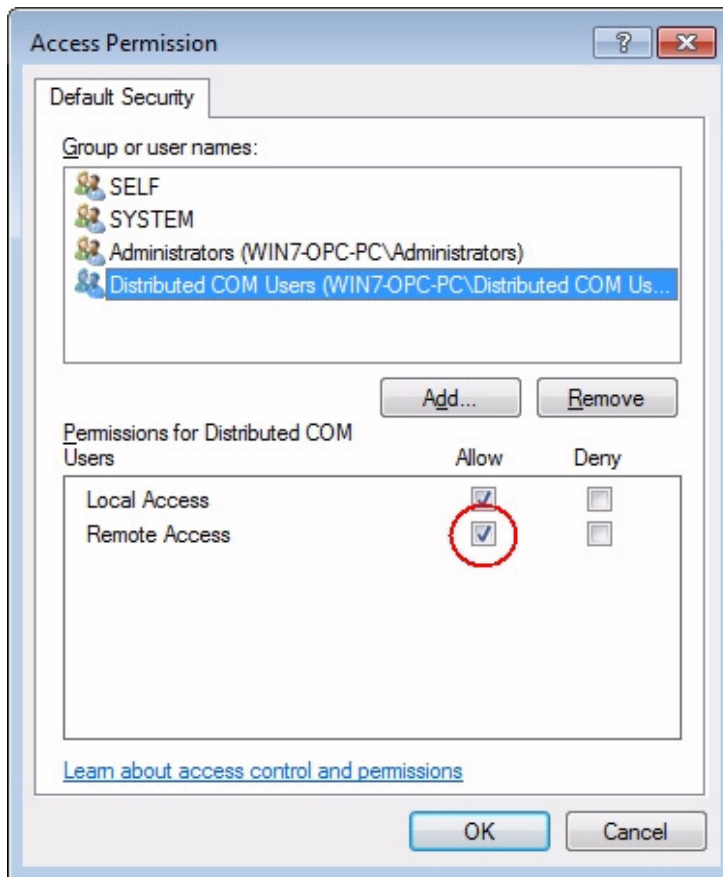 Access Permission
Default Security
Group or user names:
SELF
SYSTEM
Administrators (WIN7-OPC-PC\Administrators)
Distributed COM Users (WIN7-OPC-PC\Distributed COM Us...
Add... Remove
Permissions for Distributed COM
Users Allow Deny
Local Access
Remote Access
Learn about access control and permissions
OK Cancel